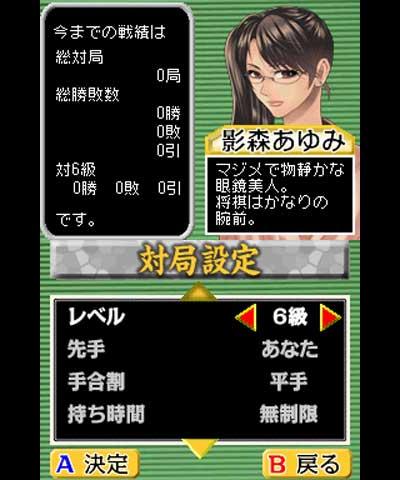 今までの戦績は
総対局
0局
総勝敗数
0勝
0敗
0引
対6級
0勝 0敗 0引
です。
影森あゆみ
マジメで物静かな
眼鏡美人。
将棋はかなりの
腕前。
対局設定
レベル 6級
先手 あなた
手合割 平手
持ち時間 無制限
A 決定 B 戻る